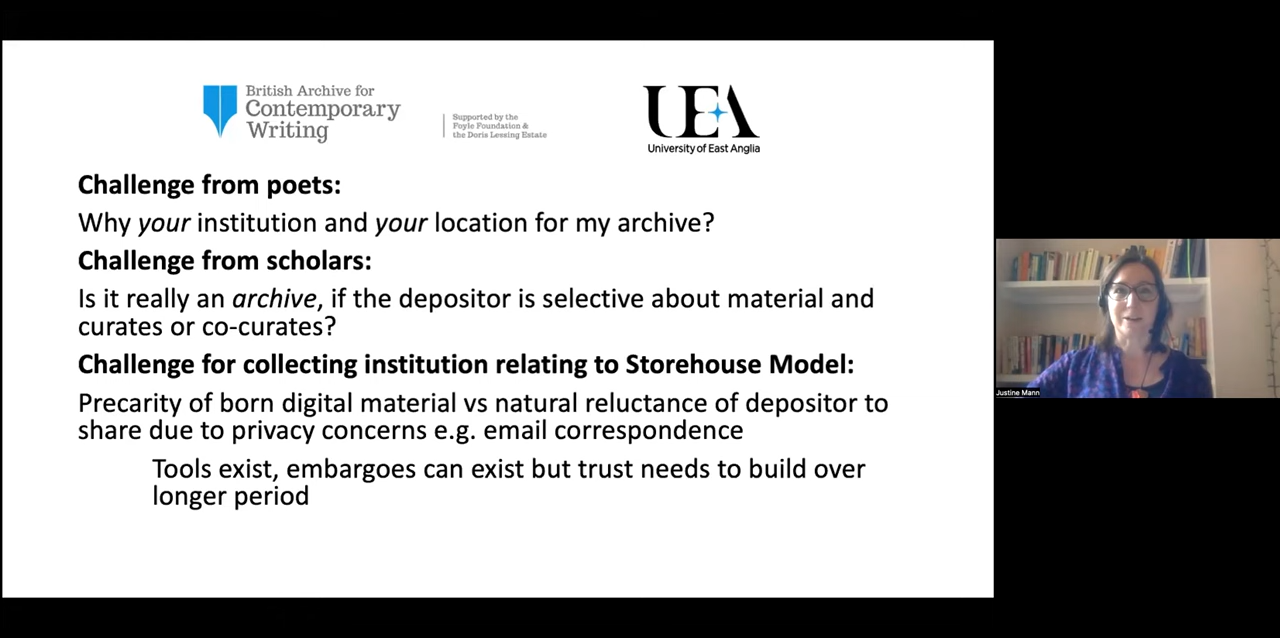 British Archive for
Contemporary
Writing
Supported by the
Foyle Foundation &
the Doris Lessing Estate
UEA
University of East Anglia
Challenge from poets:
Why your institution and your location for my archive?
Challenge from scholars:
Is it really an archive, if the depositor is selective about material and
curates or co-curates?
Challenge for collecting institution relating to Storehouse Model:
Precarity of born digital material vs natural reluctance of depositor to
share due to privacy concerns e.g. email correspondence
Tools exist, embargoes can exist but trust needs to build over
longer period
Justine Mann